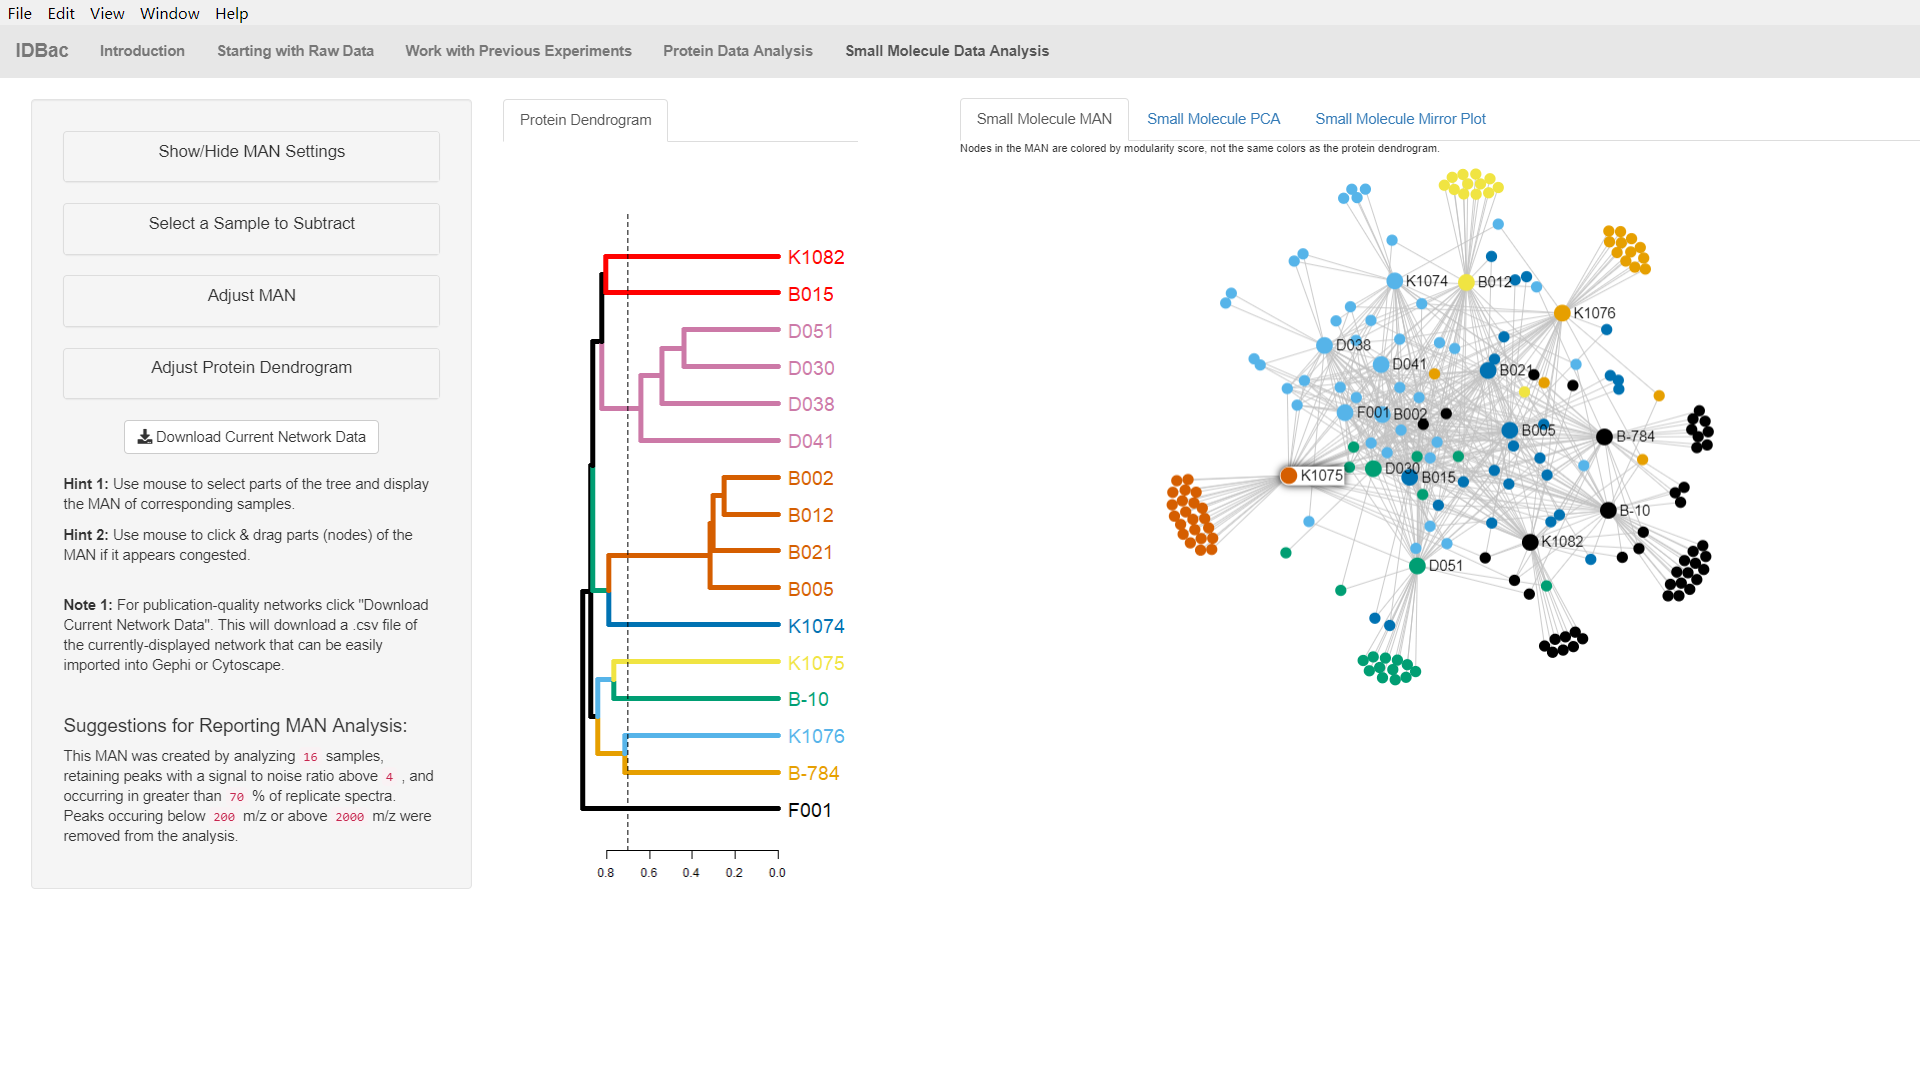 File Edit View Window Help
IDBac Introduction Starting with Raw Data Work with Previous Experiments Protein Data Analysis Small Molecule Data Analysis
Show/Hide MAN Settings
Select a Sample to Subtract
Adjust MAN
Adjust Protein Dendrogram
Download Current Network Data
Hint 1: Use mouse to select parts of the tree and display
the MAN of corresponding samples.
Hint 2: Use mouse to click & drag parts (nodes) of the
MAN if it appears congested.
Note 1: For publication-quality networks click "Download
Current Network Data". This will download a .csv file of
the currently-displayed network that can be easily
imported into Gephi or Cytoscape.
Suggestions for Reporting MAN Analysis:
This MAN was created by analyzing 16 samples,
retaining peaks with a signal to noise ratio above 4 , and
occurring in greater than 70 % of replicate spectra.
Peaks occuring below 200 m/z or above 2000 m/z were
removed from the analysis.
Protein Dendrogram
K1082
B015
D051
D030
D038
D041
B002
B012
B021
B005
K1074
K1075
B-10
K1076
B-784
F001
0.8 0.6 0.4 0.2 0.0
Small Molecule MAN Small Molecule PCA Small Molecule Mirror Plot
Nodes in the MAN are colored by modularity score, not the same colors as the protein dendrogram.
K1074 B012
K1076
D038
D041 B021
F001 B002
B005 B-784
K1075 D030 B015
B-10
K1082
D051